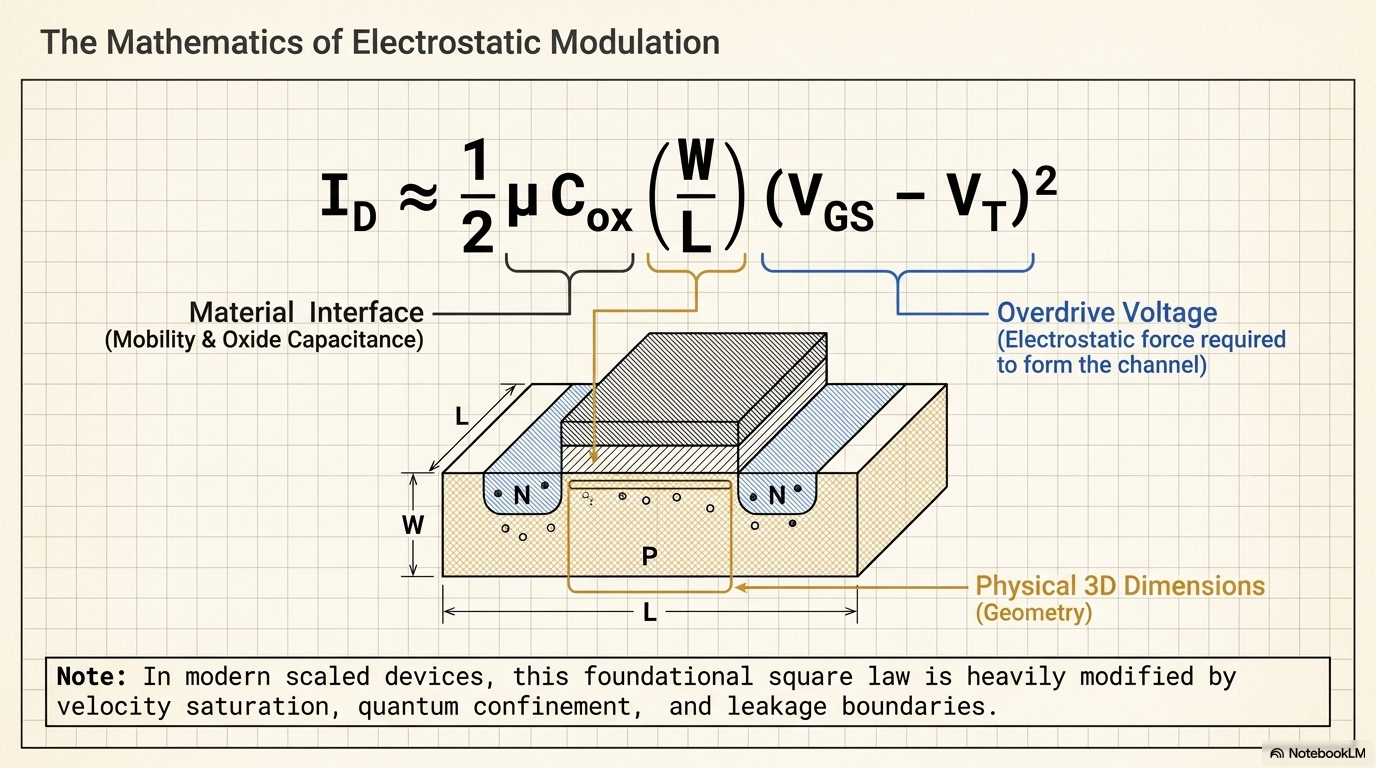 The Mathematics of Electrostatic Modulation
I_D ≈ 1/2 μ C_ox (W/L) (V_GS − V_T)²
Material Interface
(Mobility & Oxide Capacitance)
Overdrive Voltage
(Electrostatic force required
to form the channel)
L
W
N
N
P
L
Physical 3D Dimensions
(Geometry)
Note: In modern scaled devices, this foundational square law is heavily modified by
velocity saturation, quantum confinement, and leakage boundaries.
NotebookLM